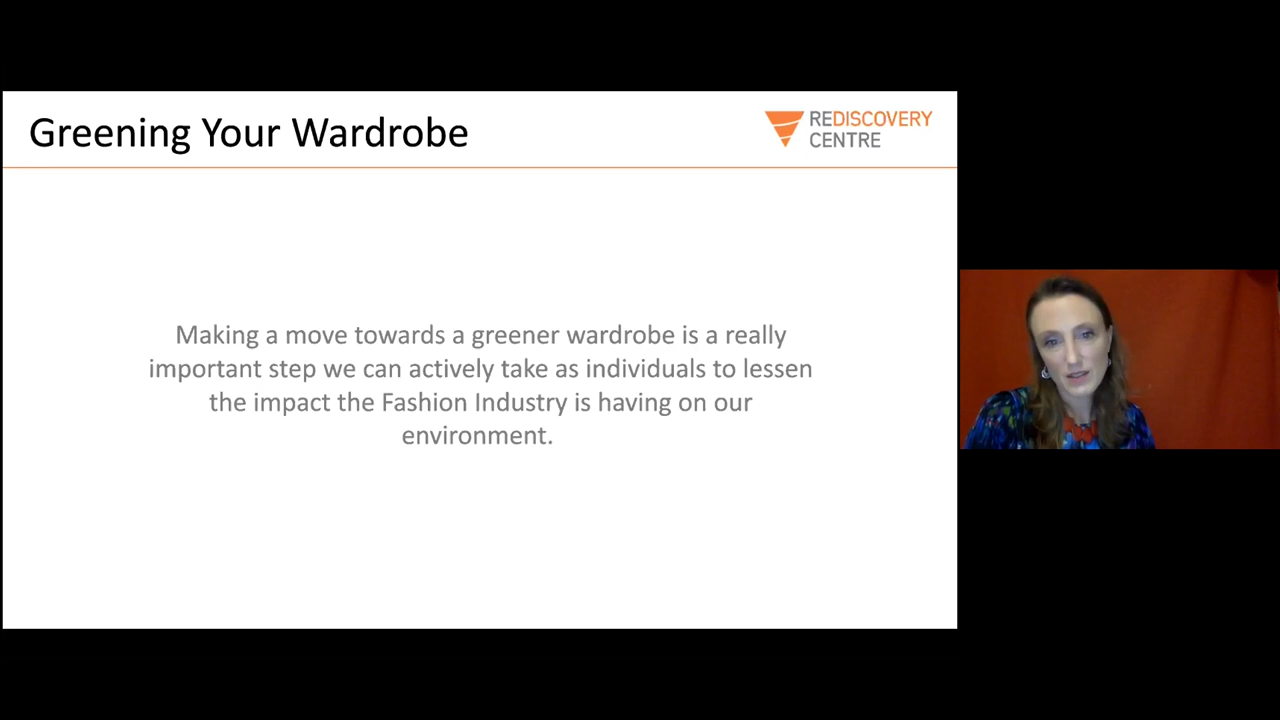 Greening Your Wardrobe
REDISCOVERY
CENTRE
Making a move towards a greener wardrobe is a really
important step we can actively take as individuals to lessen
the impact the Fashion Industry is having on our
environment.